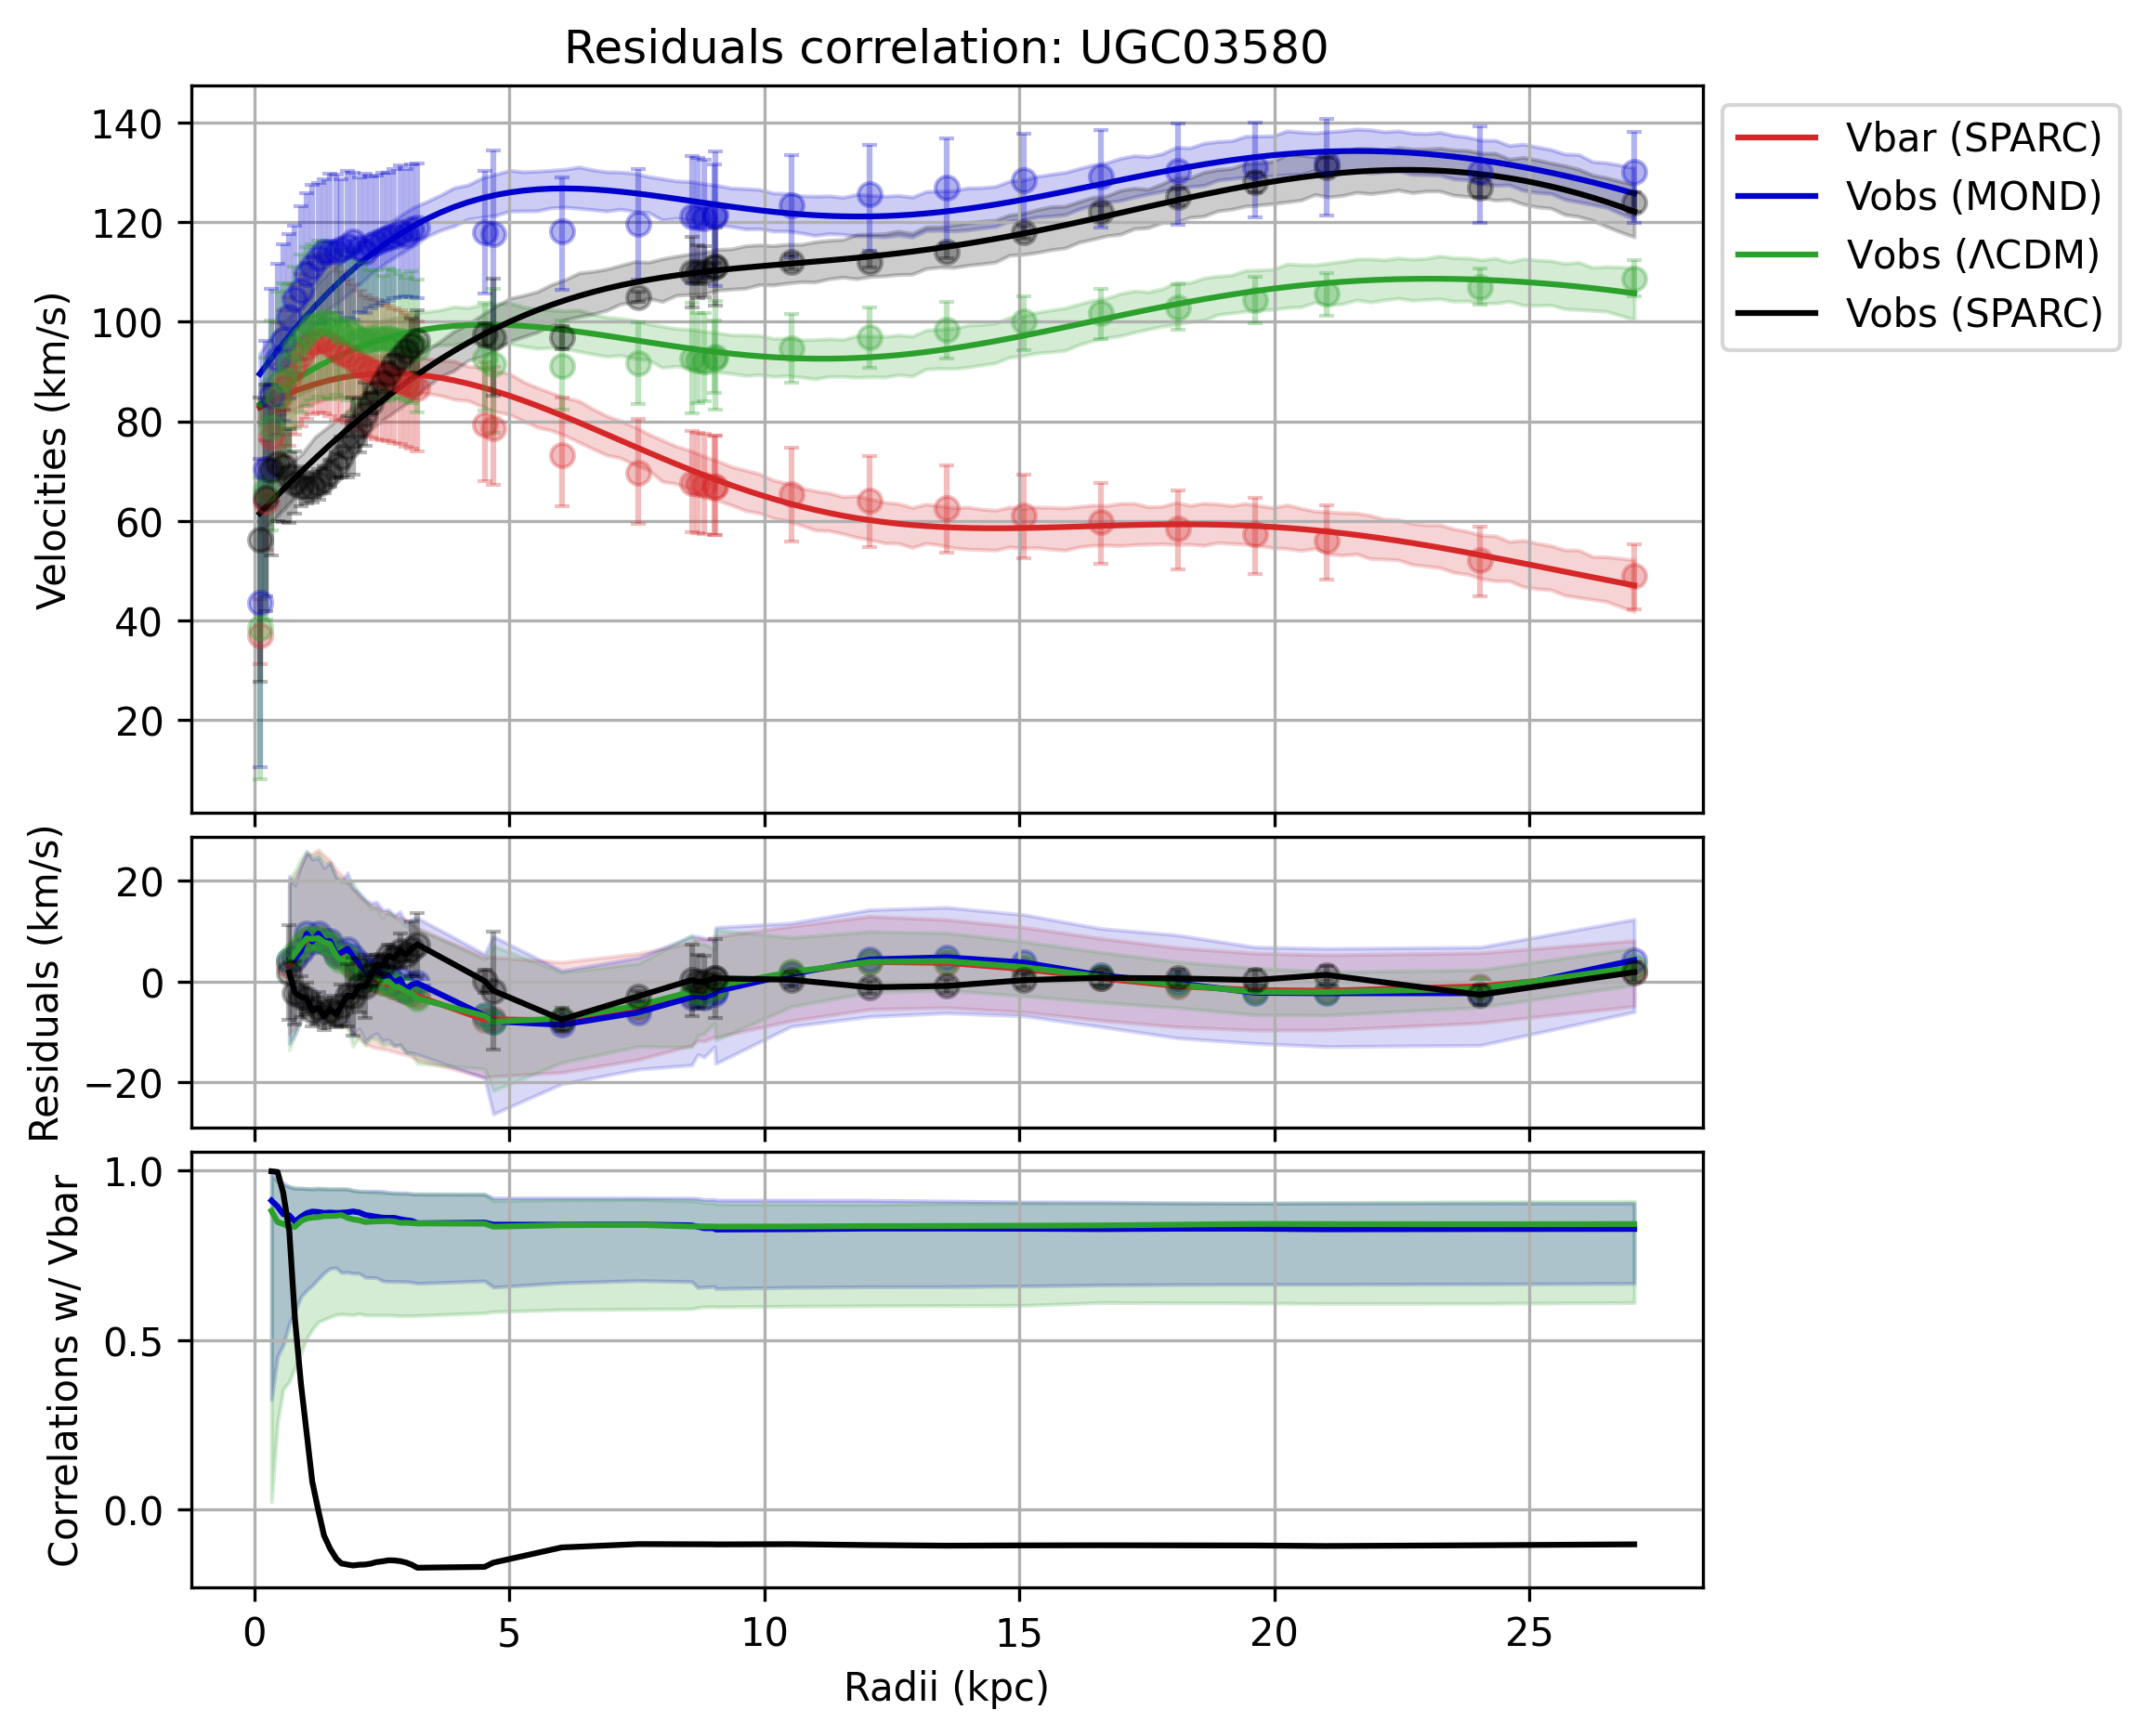 Residuals correlation: UGC03580
Velocities (km/s)
140
120
100
80
60
40
20
Vbar (SPARC)
Vobs (MOND)
Vobs (ΛCDM)
Vobs (SPARC)
Residuals (km/s)
20
0
−20
Correlations w/ Vbar
1.0
0.5
0.0
0 5 10 15 20 25
Radii (kpc)